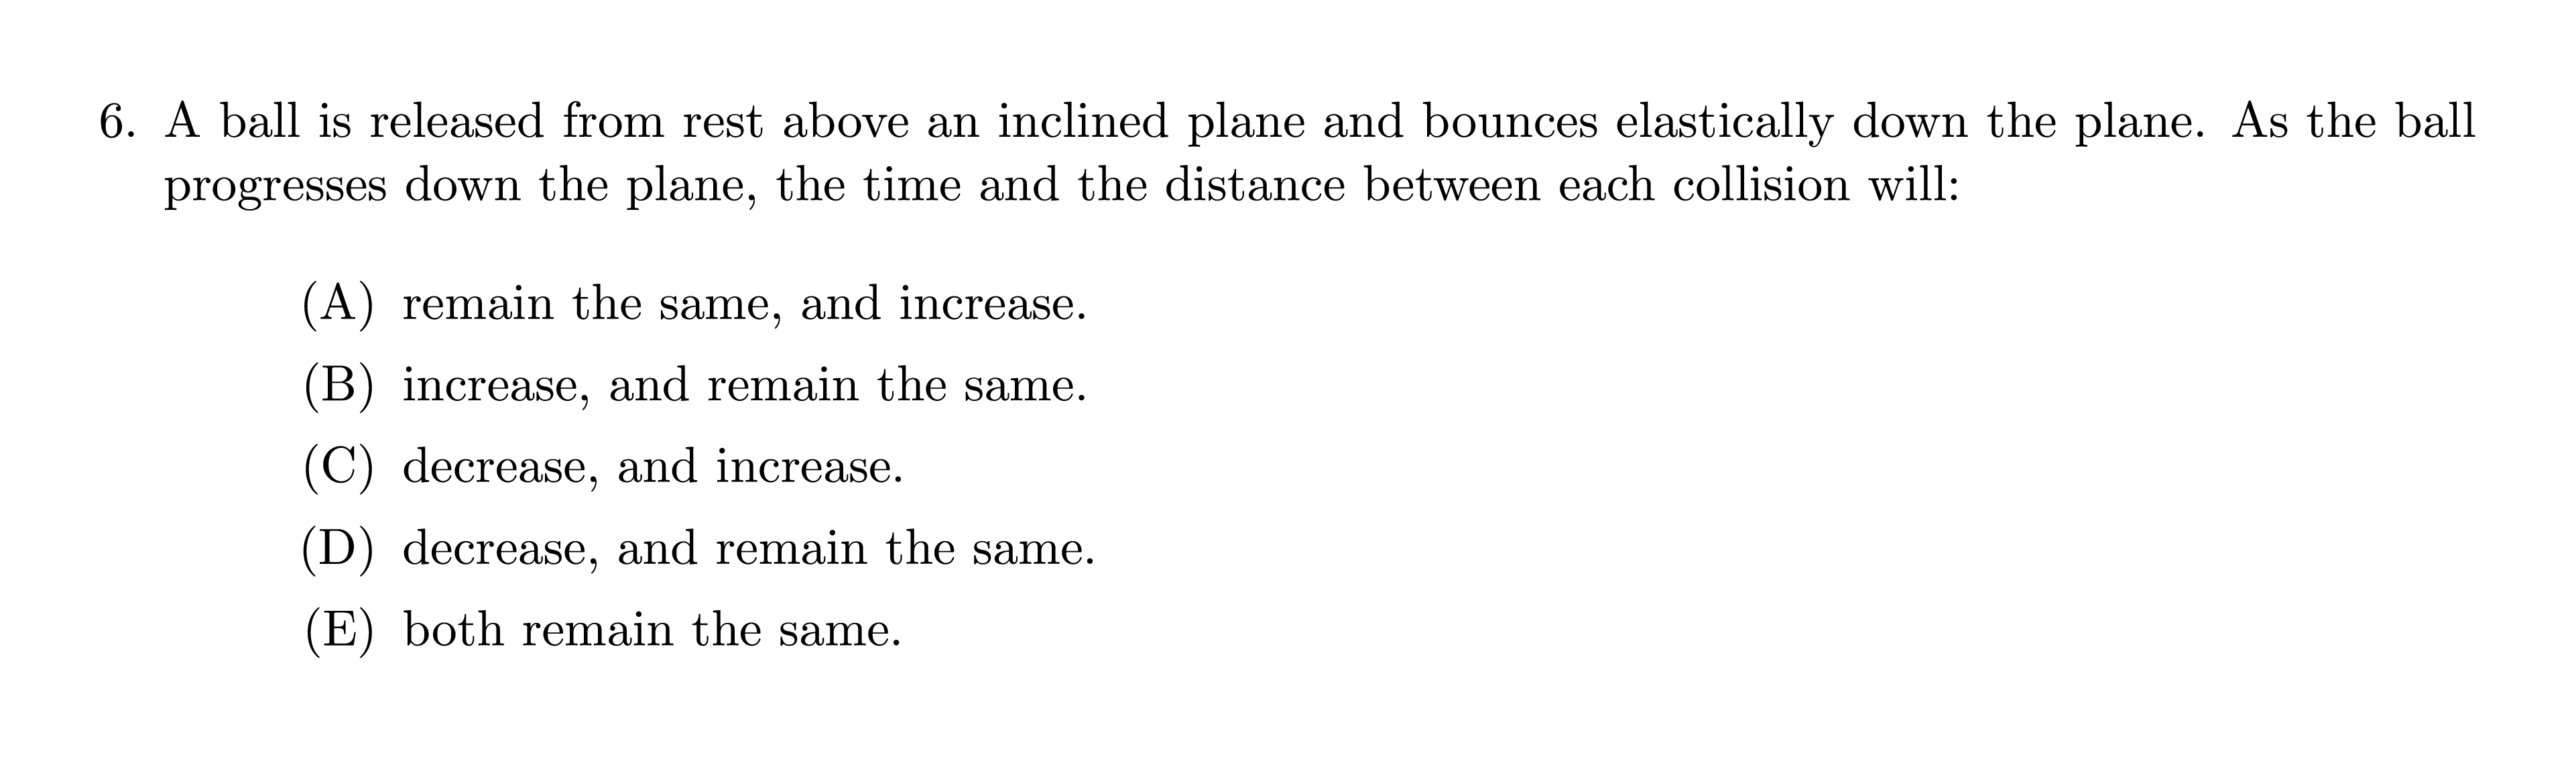 6. A ball is released from rest above an inclined plane and bounces elastically down the plane. As the ball
progresses down the plane, the time and the distance between each collision will:
(A) remain the same, and increase.
(B) increase, and remain the same.
(C) decrease, and increase.
(D) decrease, and remain the same.
(E) both remain the same.